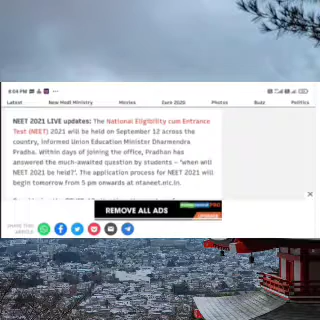 8:04 PM
Latest New Modi Ministry Movies Euro 2020 Photos Buzz Politics
NEET 2021 LIVE updates: The National Eligibility cum Entrance
Test (NEET) 2021 will be held on September 12 across the
country, informed Union Education Minister Dharmendra
Pradha. Within days of joining the office, Pradhan has
answered the much-awaited question by students – "when will
NEET 2021 be held?". The application process for NEET 2021 will
begin tomorrow from 5 pm onwards at ntaneet.nic.in.
REMOVE ALL ADS
UPGRADE
SHARE THIS
ARTICLE